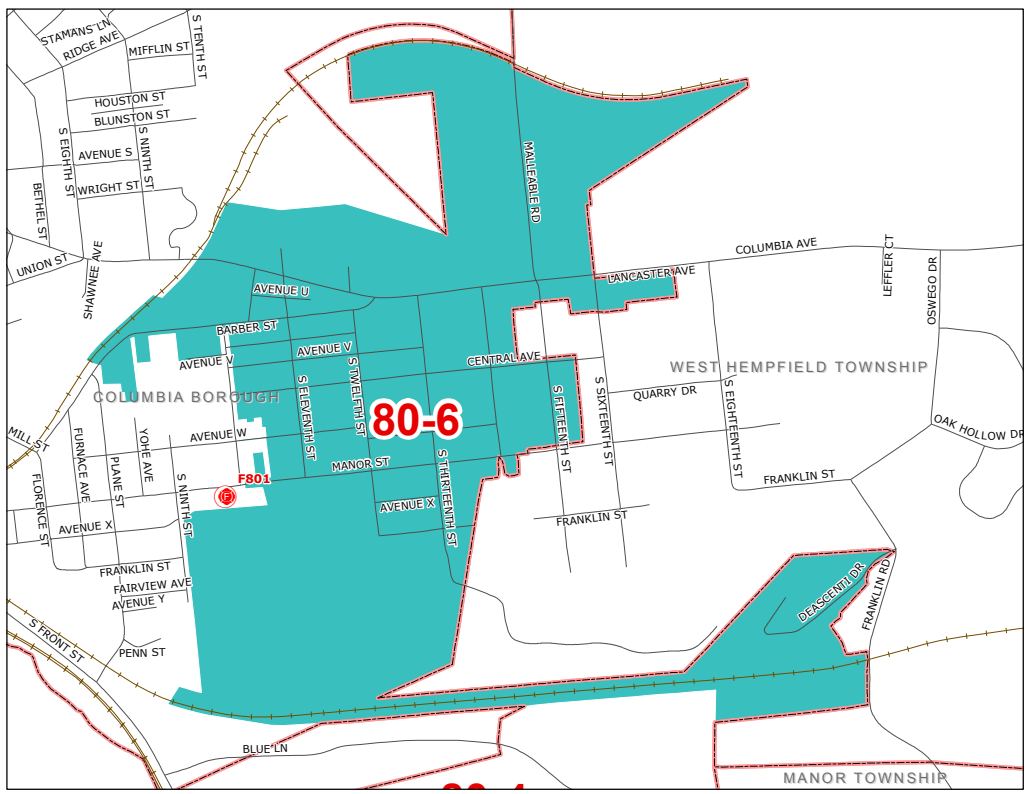 STAMANS LN
RIDGE AVE
S TENTH ST
MIFFLIN ST
HOUSTON ST
BLUNSTON ST
S EIGHTH ST
S NINTH ST
AVENUE S
WRIGHT ST
BETHEL ST
UNION ST
SHAWNEE AVE
MALLEABLE RD
COLUMBIA AVE
LEFFLER CT
OSWEGO DR
LANCASTER AVE
AVENUE U
BARBER ST
AVENUE V
AVENUE V
CENTRAL AVE
WEST HEMPFIELD TOWNSHIP
COLUMBIA BOROUGH
S ELEVENTH ST
S TWELFTH ST
80-6
S FIFTEENTH ST
S SIXTEENTH ST
QUARRY DR
S EIGHTEENTH ST
OAK HOLLOW DR
MILL ST
FURNACE AVE
YOHE AVE
AVENUE W
MANOR ST
S THIRTEENTH ST
FLORENCE ST
PLANE ST
S NINTH ST
F801
F
FRANKLIN ST
AVENUE X
AVENUE X
FRANKLIN ST
FRANKLIN ST
FAIRVIEW AVE
AVENUE Y
DEASCENTI DR
FRANKLIN RD
S FRONT ST
PENN ST
BLUE LN
MANOR TOWNSHIP